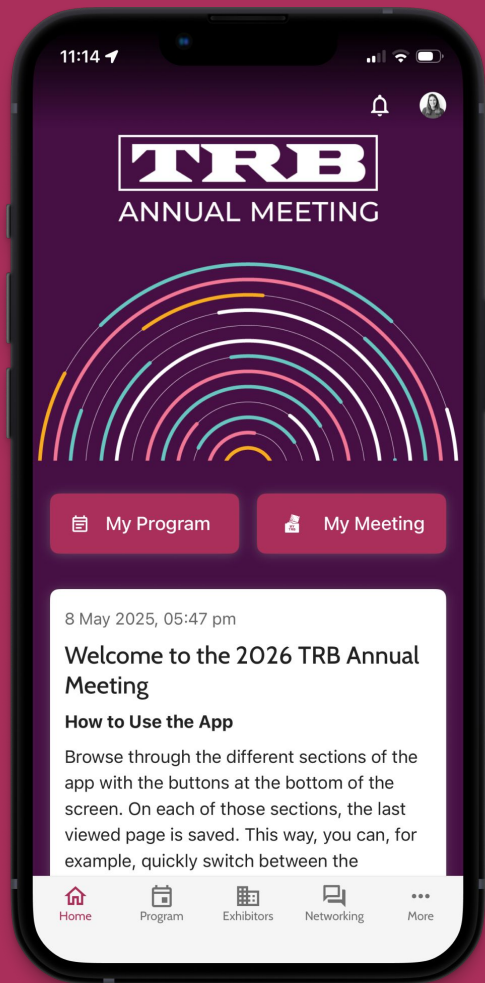 11:14
TRB
ANNUAL MEETING
My Program
My Meeting
8 May 2025, 05:47 pm
Welcome to the 2026 TRB Annual
Meeting
How to Use the App
Browse through the different sections of the
app with the buttons at the bottom of the
screen. On each of those sections, the last
viewed page is saved. This way, you can, for
example, quickly switch between the
Home Program Exhibitors Networking More